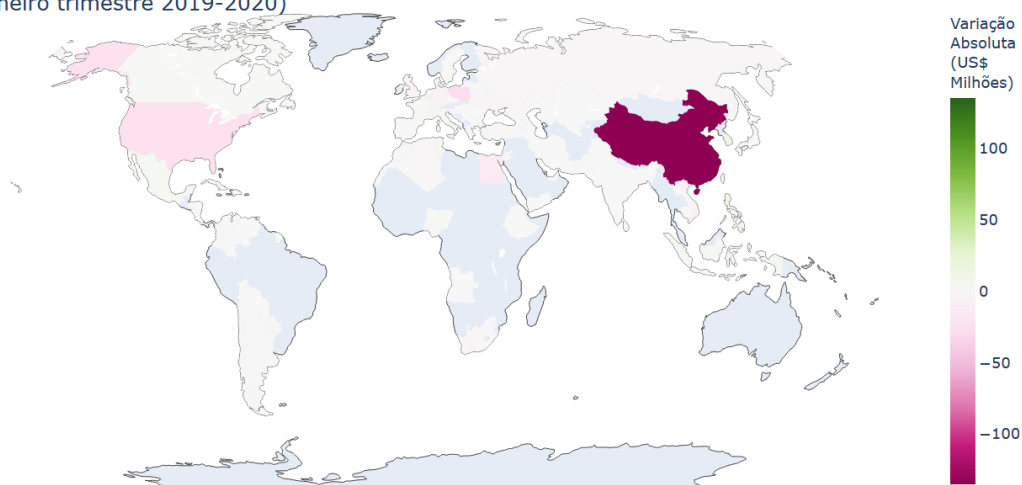 trimestre 2019-2020)
Variação
Absoluta
(US$
Milhões)
100
50
0
−50
−100